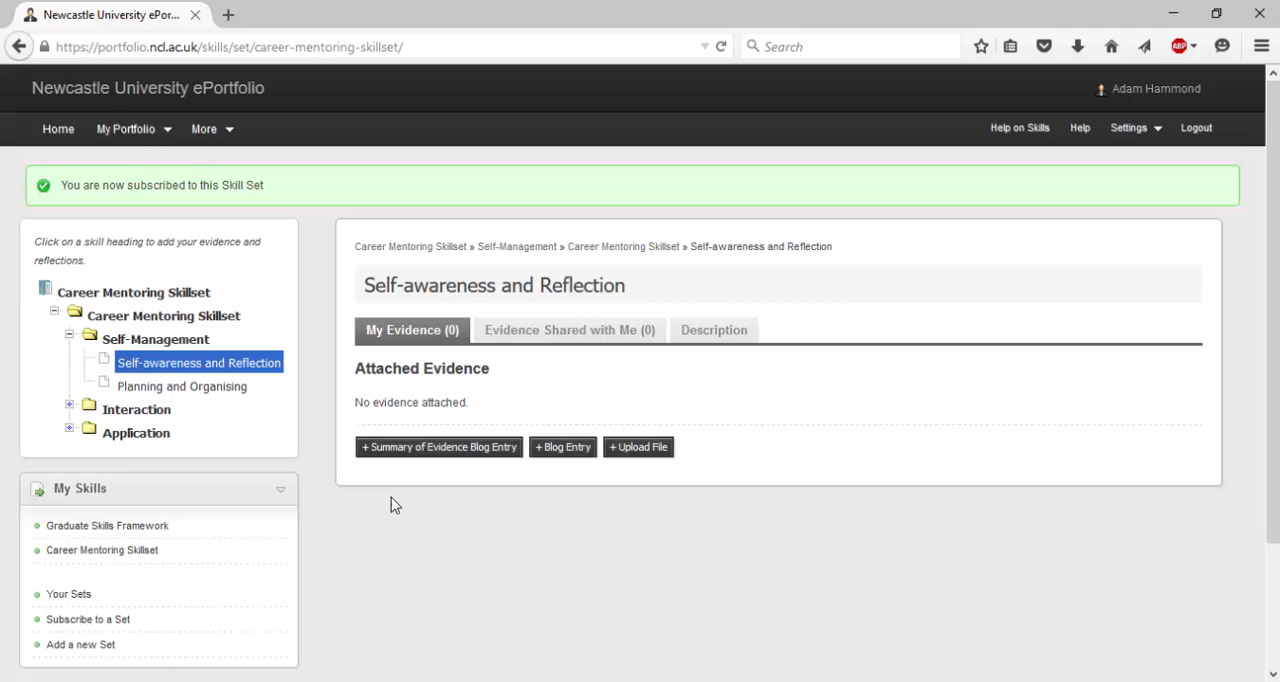 Newcastle University ePor...
https://portfolio.ncl.ac.uk/skills/set/career-mentoring-skillset/
Search
ABP
Newcastle University ePortfolio
Adam Hammond
Home
My Portfolio
More
Help on Skills
Help
Settings
Logout
You are now subscribed to this Skill Set
Click on a skill heading to add your evidence and
reflections.
Career Mentoring Skillset
Career Mentoring Skillset
Self-Management
Self-awareness and Reflection
Planning and Organising
Interaction
Application
My Skills
Graduate Skills Framework
Career Mentoring Skillset
Your Sets
Subscribe to a Set
Add a new Set
Career Mentoring Skillset » Self-Management » Career Mentoring Skillset » Self-awareness and Reflection
Self-awareness and Reflection
My Evidence (0)
Evidence Shared with Me (0)
Description
Attached Evidence
No evidence attached.
+ Summary of Evidence Blog Entry
+ Blog Entry
+ Upload File